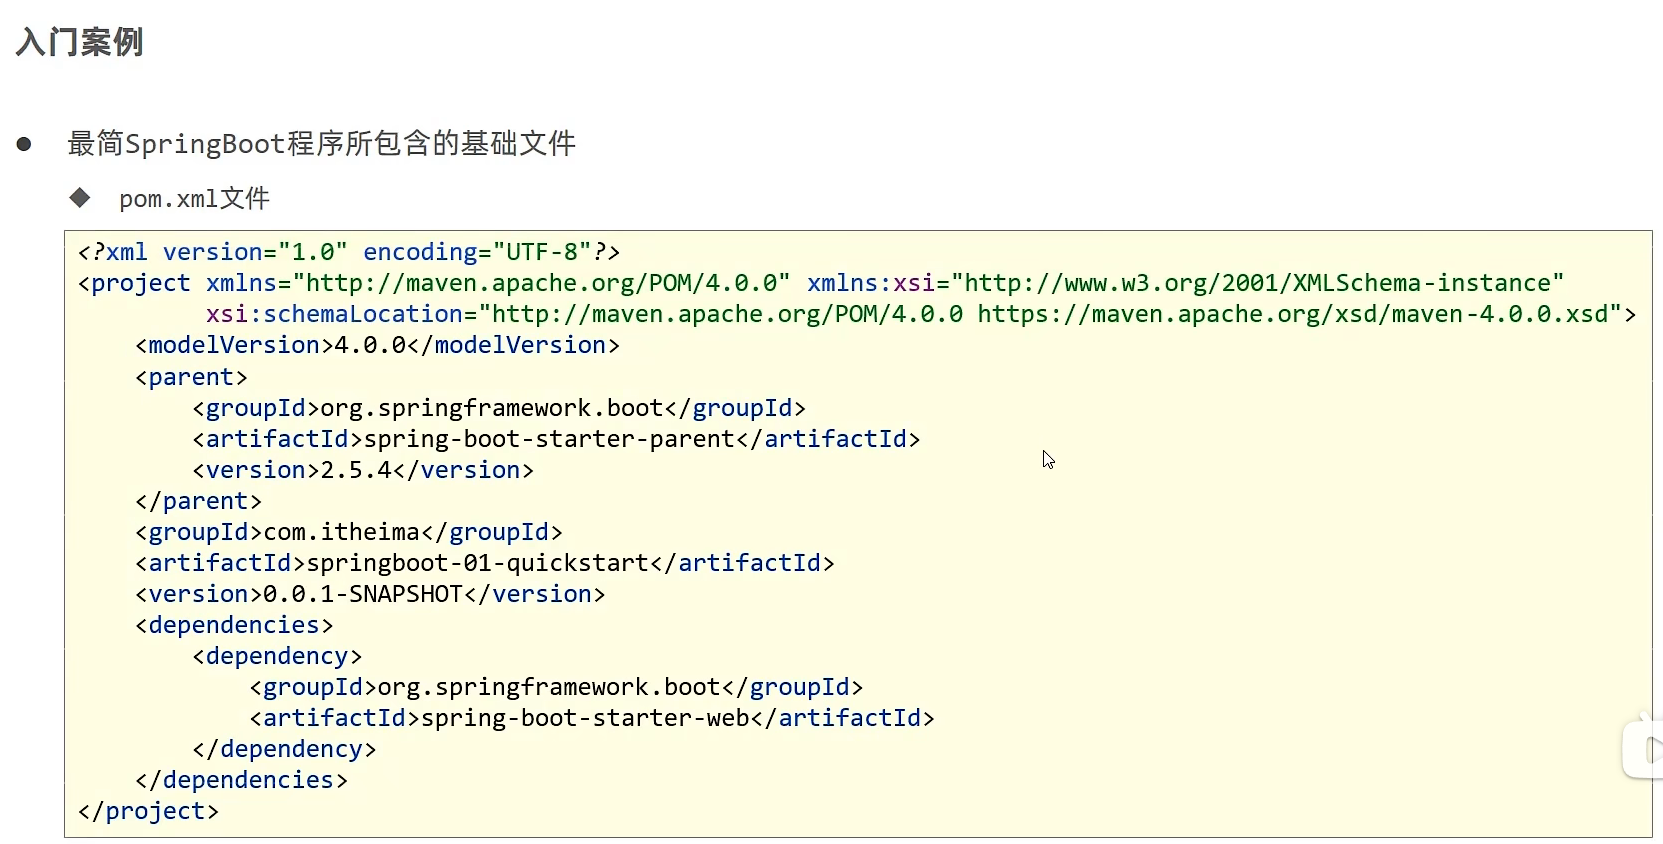 入门案例
最简SpringBoot程序所包含的基础文件
pom.xml文件
<?xml version="1.0" encoding="UTF-8"?>
<project xmlns="http://maven.apache.org/POM/4.0.0" xmlns:xsi="http://www.w3.org/2001/XMLSchema-instance"
         xsi:schemaLocation="http://maven.apache.org/POM/4.0.0 https://maven.apache.org/xsd/maven-4.0.0.xsd">
    <modelVersion>4.0.0</modelVersion>
    <parent>
        <groupId>org.springframework.boot</groupId>
        <artifactId>spring-boot-starter-parent</artifactId>
        <version>2.5.4</version>
    </parent>
    <groupId>com.itheima</groupId>
    <artifactId>springboot-01-quickstart</artifactId>
    <version>0.0.1-SNAPSHOT</version>
    <dependencies>
        <dependency>
            <groupId>org.springframework.boot</groupId>
            <artifactId>spring-boot-starter-web</artifactId>
        </dependency>
    </dependencies>
</project>